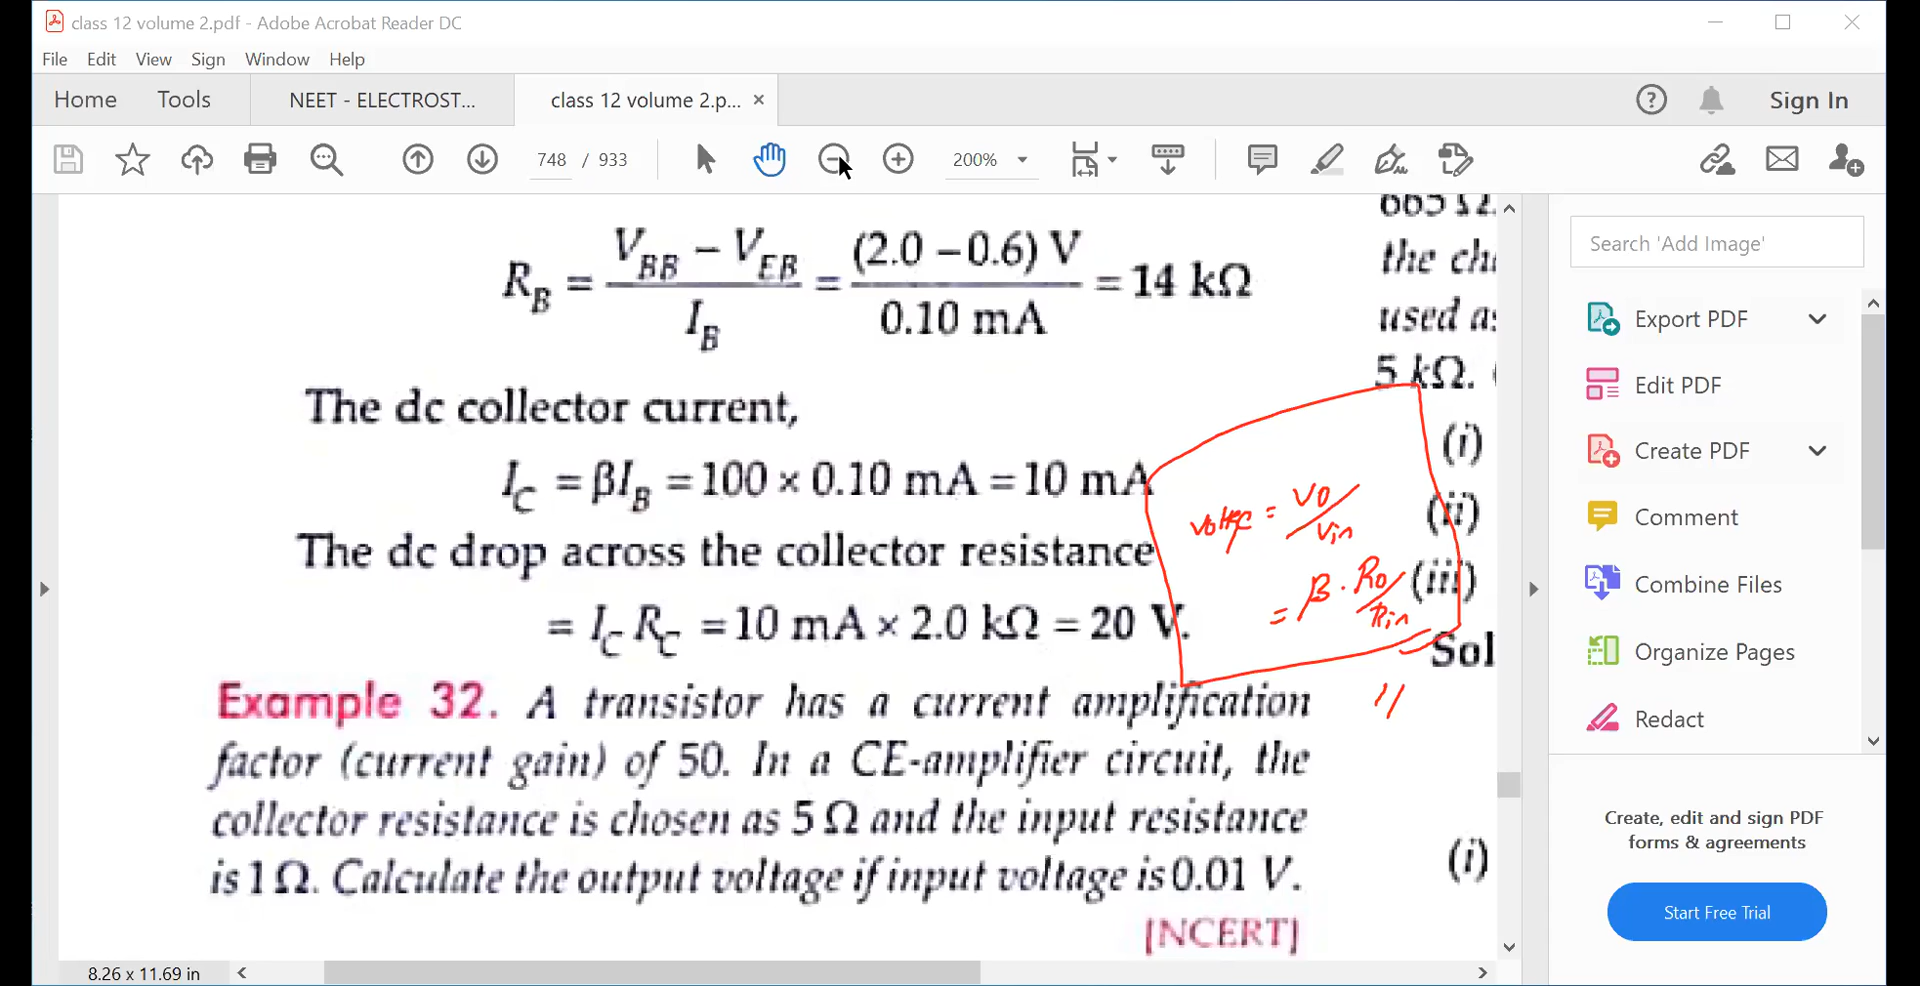 class 12 volume 2.pdf - Adobe Acrobat Reader DC
File Edit View Sign Window Help
Home Tools NEET - ELECTROST... class 12 volume 2.p... × Sign In
748 / 933 200%
R_B = (V_BB − V_EB) / I_B = (2.0 − 0.6) V / 0.10 mA = 14 kΩ
The dc collector current,
I_C = βI_B = 100 × 0.10 mA = 10 mA
The dc drop across the collector resistance
= I_C R_C = 10 mA × 2.0 kΩ = 20 V.
Example 32. A transistor has a current amplification
factor (current gain) of 50. In a CE-amplifier circuit, the
collector resistance is chosen as 5 Ω and the input resistance
is 1 Ω. Calculate the output voltage if input voltage is 0.01 V.
[NCERT]
= Vo / Vin
= β . Ro / Rin
665 Ω.
the ch
used as
5 kΩ.
(i)
(ii)
(iii)
Sol
(i)
8.26 x 11.69 in
Search 'Add Image'
Export PDF
Edit PDF
Create PDF
Comment
Combine Files
Organize Pages
Redact
Create, edit and sign PDF
forms & agreements
Start Free Trial